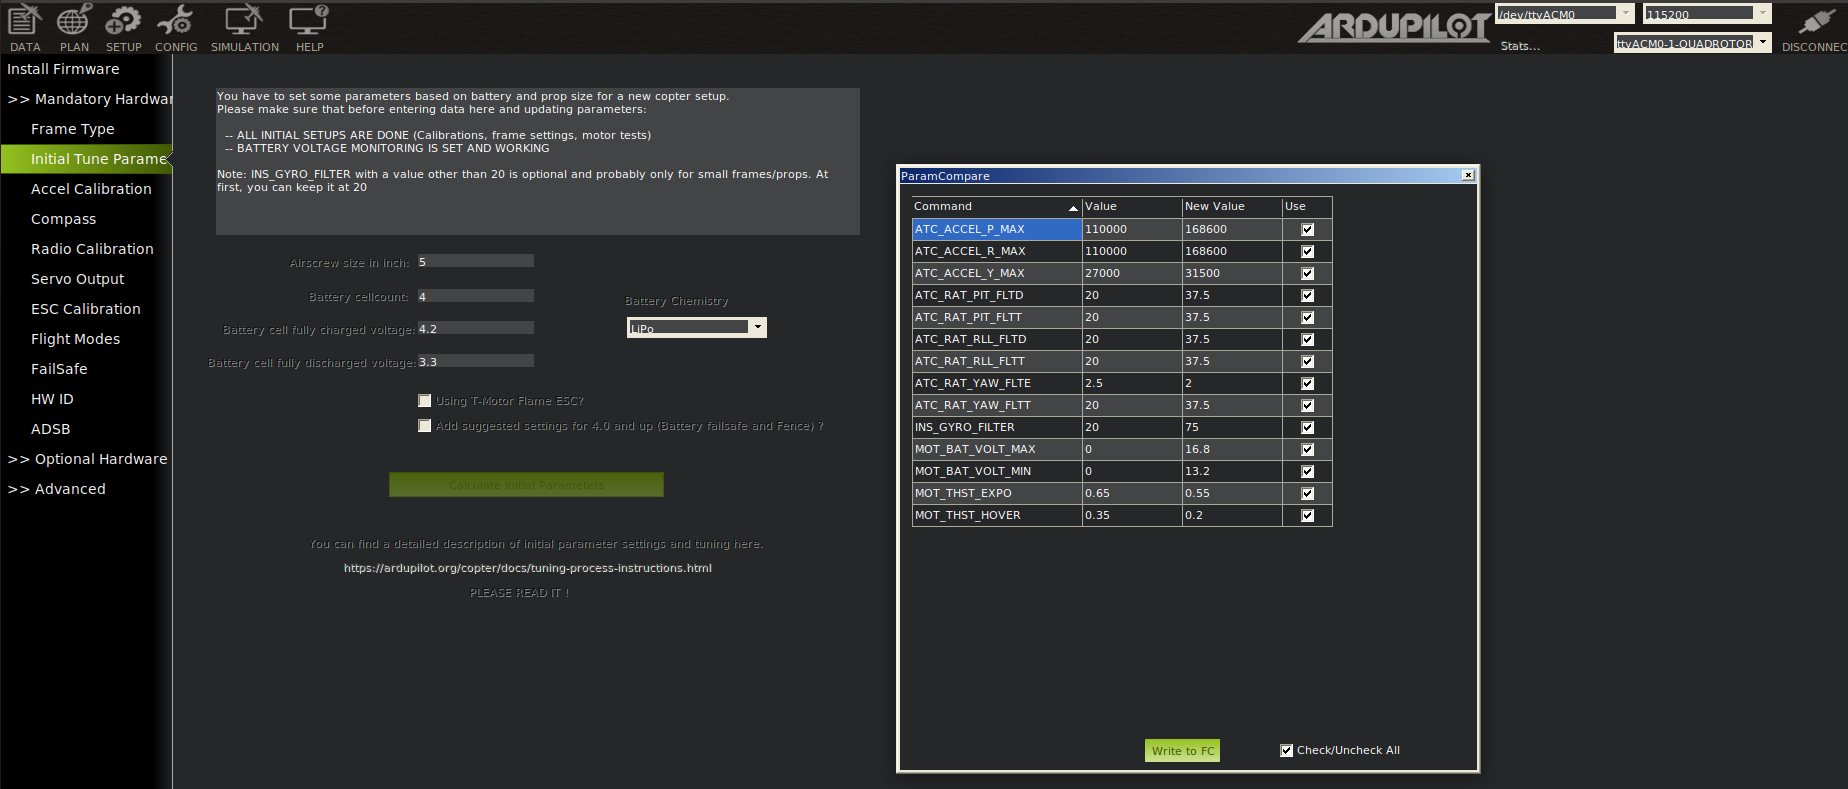 DATA PLAN SETUP CONFIG SIMULATION HELP
ARDUPILOT
/dev/ttyACM0
115200
Stats...
ttyACM0-1-QUADROTOR
DISCONNEC
Install Firmware
>> Mandatory Hardwar
Frame Type
Initial Tune Parame
Accel Calibration
Compass
Radio Calibration
Servo Output
ESC Calibration
Flight Modes
FailSafe
HW ID
ADSB
>> Optional Hardware
>> Advanced
You have to set some parameters based on battery and prop size for a new copter setup.
Please make sure that before entering data here and updating parameters:
-- ALL INITIAL SETUPS ARE DONE (Calibrations, frame settings, motor tests)
-- BATTERY VOLTAGE MONITORING IS SET AND WORKING
Note: INS_GYRO_FILTER with a value other than 20 is optional and probably only for small frames/props. At
first, you can keep it at 20
Airscrew size in inch: 5
Battery cellcount: 4
Battery cell fully charged voltage: 4.2
Battery cell fully discharged voltage: 3.3
Battery Chemistry
LiPo
Using T-Motor Flame ESC?
Add suggested settings for 4.0 and up (Battery failsafe and Fence) ?
Calculate Initial Parameters
You can find a detailed description of initial parameter settings and tuning here.
https://ardupilot.org/copter/docs/tuning-process-instructions.html
PLEASE READ IT !
ParamCompare
Command Value New Value Use
ATC_ACCEL_P_MAX 110000 168600
ATC_ACCEL_R_MAX 110000 168600
ATC_ACCEL_Y_MAX 27000 31500
ATC_RAT_PIT_FLTD 20 37.5
ATC_RAT_PIT_FLTT 20 37.5
ATC_RAT_RLL_FLTD 20 37.5
ATC_RAT_RLL_FLTT 20 37.5
ATC_RAT_YAW_FLTE 2.5 2
ATC_RAT_YAW_FLTT 20 37.5
INS_GYRO_FILTER 20 75
MOT_BAT_VOLT_MAX 0 16.8
MOT_BAT_VOLT_MIN 0 13.2
MOT_THST_EXPO 0.65 0.55
MOT_THST_HOVER 0.35 0.2
Write to FC
Check/Uncheck All